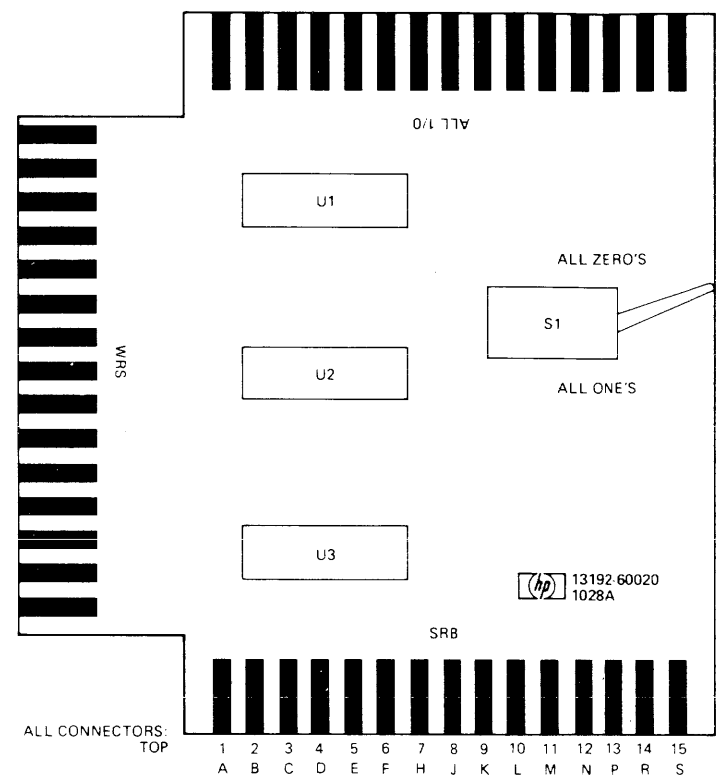 ALL I/O
U1
ALL ZERO'S
S1
WRS
U2
ALL ONE'S
U3
hp 13192-60020
1028A
SRB
ALL CONNECTORS:
TOP 1 2 3 4 5 6 7 8 9 10 11 12 13 14 15
A B C D E F H J K L M N P R S